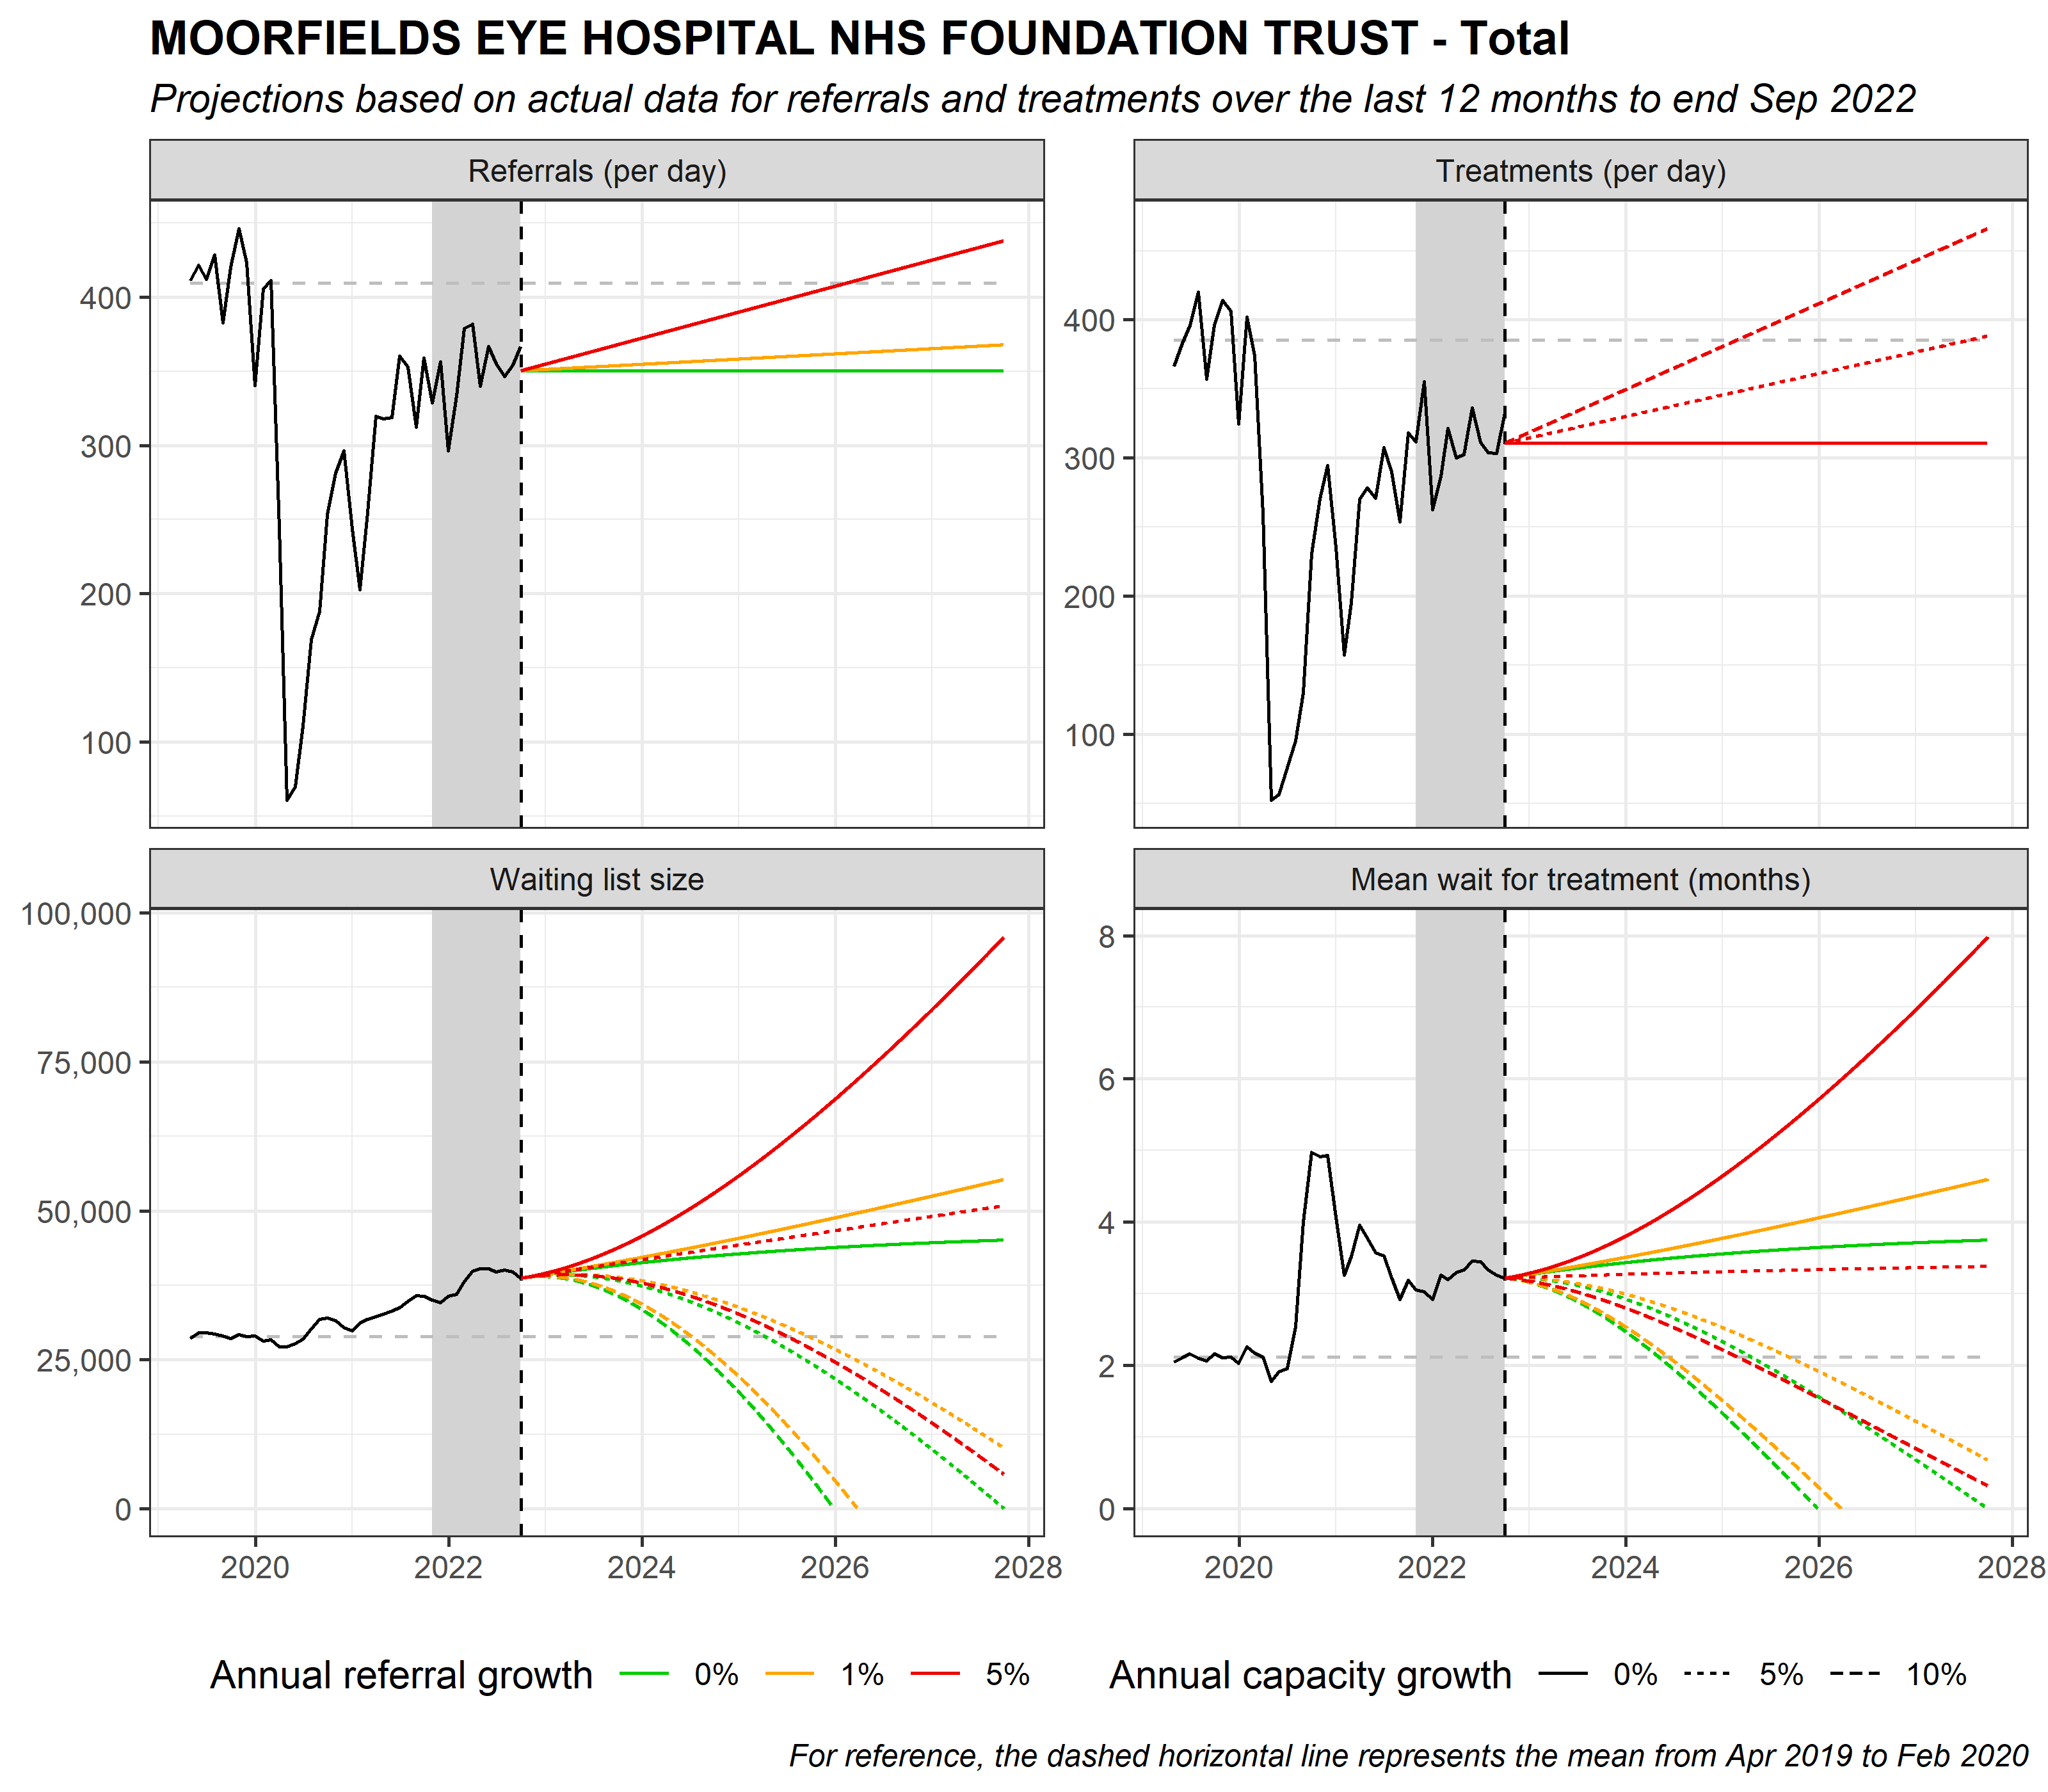 MOORFIELDS EYE HOSPITAL NHS FOUNDATION TRUST - Total
Projections based on actual data for referrals and treatments over the last 12 months to end Sep 2022
Referrals (per day)
400
300
200
100
Treatments (per day)
400
300
200
100
Waiting list size
100,000
75,000
50,000
25,000
0
2020 2022 2024 2026 2028
Mean wait for treatment (months)
8
6
4
2
0
2020 2022 2024 2026 2028
Annual referral growth 0% 1% 5%
Annual capacity growth 0% 5% 10%
For reference, the dashed horizontal line represents the mean from Apr 2019 to Feb 2020